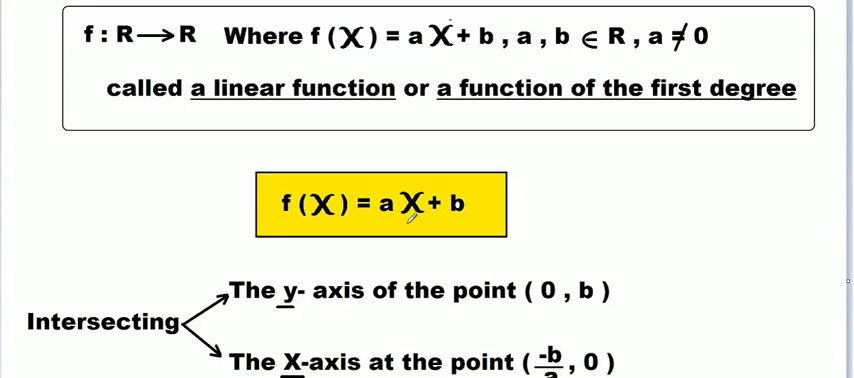 f : R → R Where f (X) = a X + b , a , b ∈ R , a ≠ 0
called a linear function or a function of the first degree
f (X) = a X + b
The y- axis of the point ( 0 , b )
Intersecting
The X-axis at the point ( -b/a , 0 )